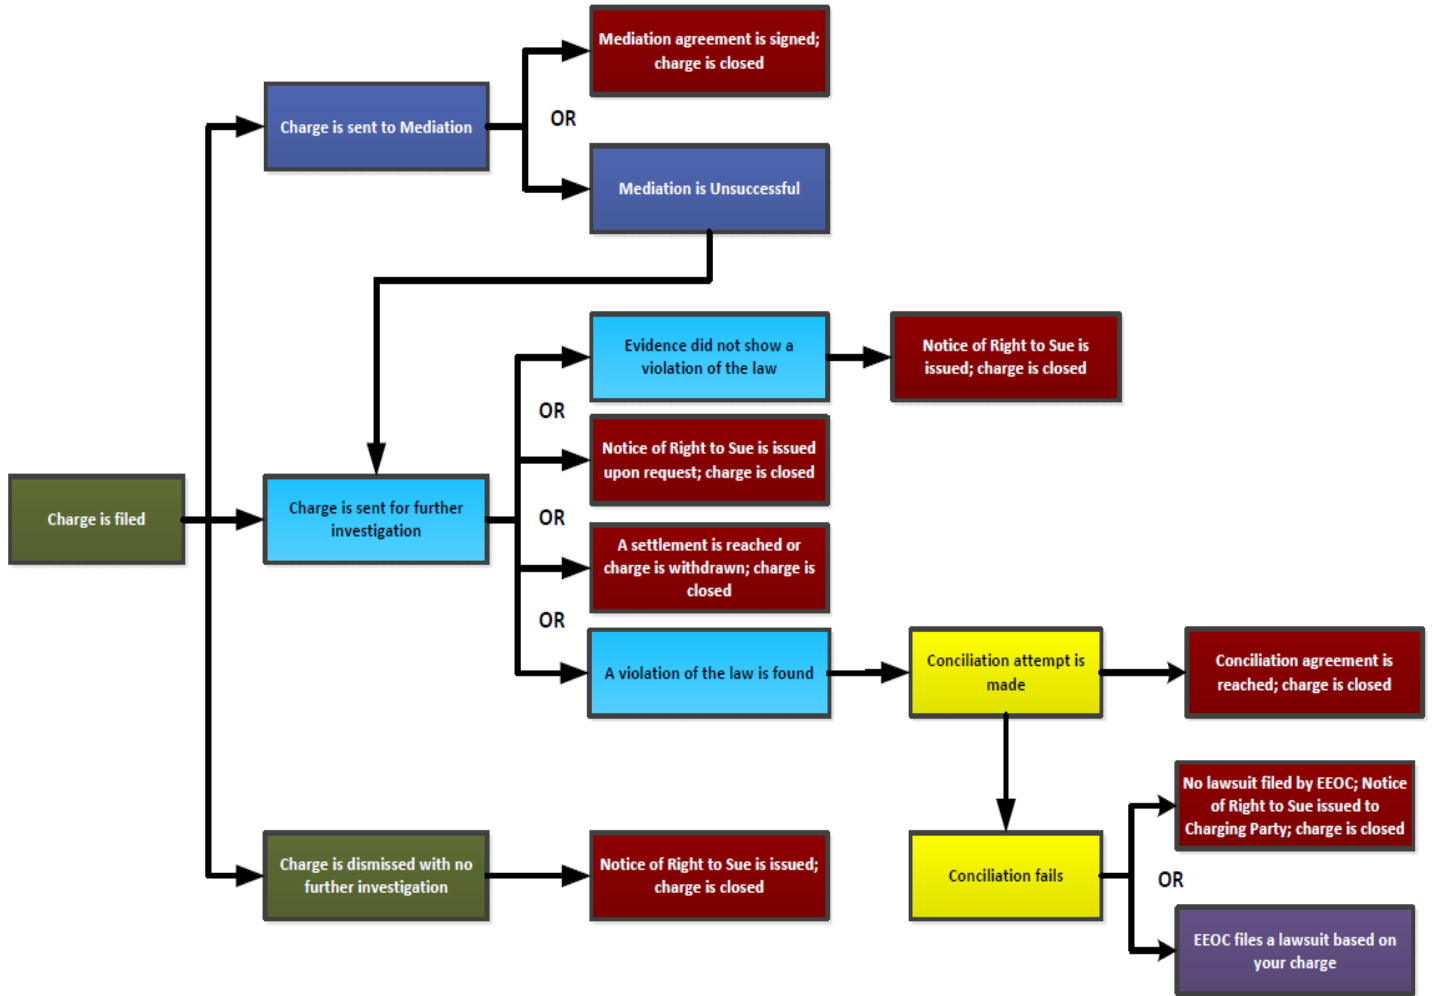 Mediation agreement is signed;
charge is closed
Charge is sent to Mediation
OR
Mediation is Unsuccessful
Evidence did not show a
violation of the law
Notice of Right to Sue is
issued; charge is closed
OR
Notice of Right to Sue is issued
upon request; charge is closed
Charge is filed
Charge is sent for further
investigation
OR
A settlement is reached or
charge is withdrawn; charge is
closed
OR
A violation of the law is found
Conciliation attempt is
made
Conciliation agreement is
reached; charge is closed
No lawsuit filed by EEOC; Notice
of Right to Sue issued to
Charging Party; charge is closed
Charge is dismissed with no
further investigation
Notice of Right to Sue is issued;
charge is closed
Conciliation fails
OR
EEOC files a lawsuit based on
your charge